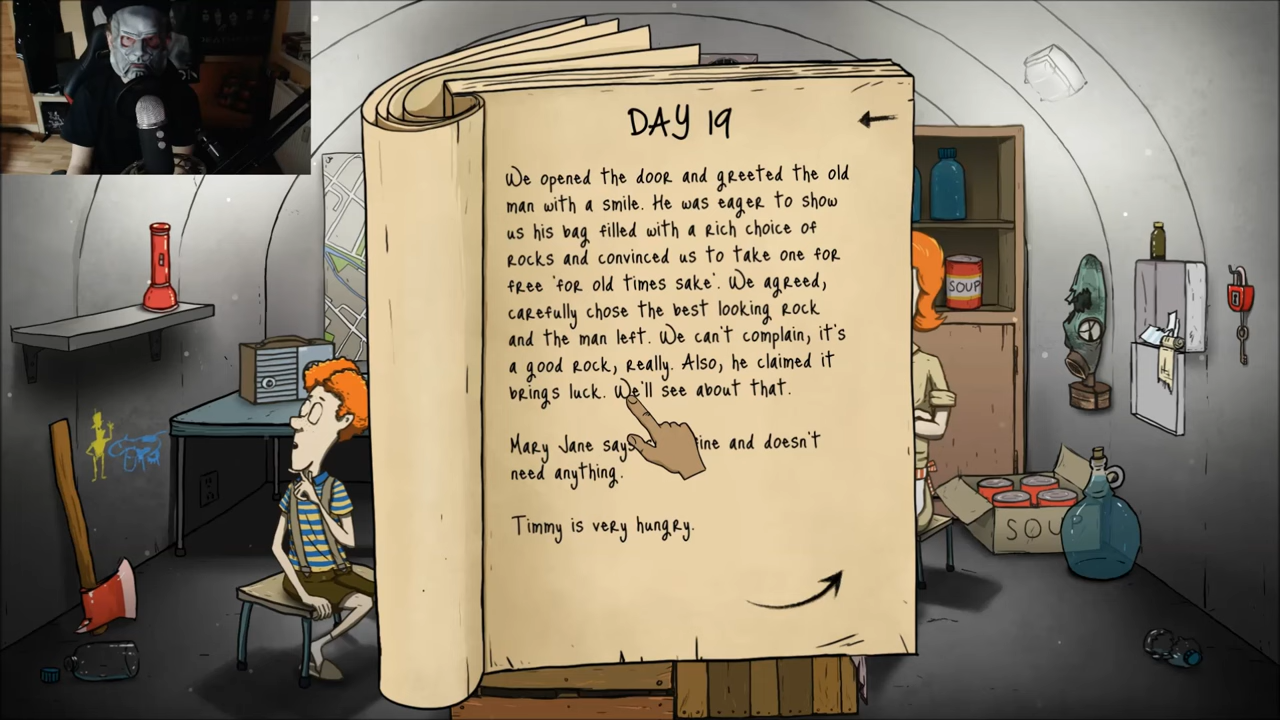 DAY 19
We opened the door and greeted the old
man with a smile. He was eager to show
us his bag filled with a rich choice of
rocks and convinced us to take one for
free 'for old times sake'. We agreed,
carefully chose the best looking rock
and the man left. We can't complain, it's
a good rock, really. Also, he claimed it
brings luck. We'll see about that.
Mary Jane says fine and doesn't
need anything.
Timmy is very hungry.
SOUP
SOUP